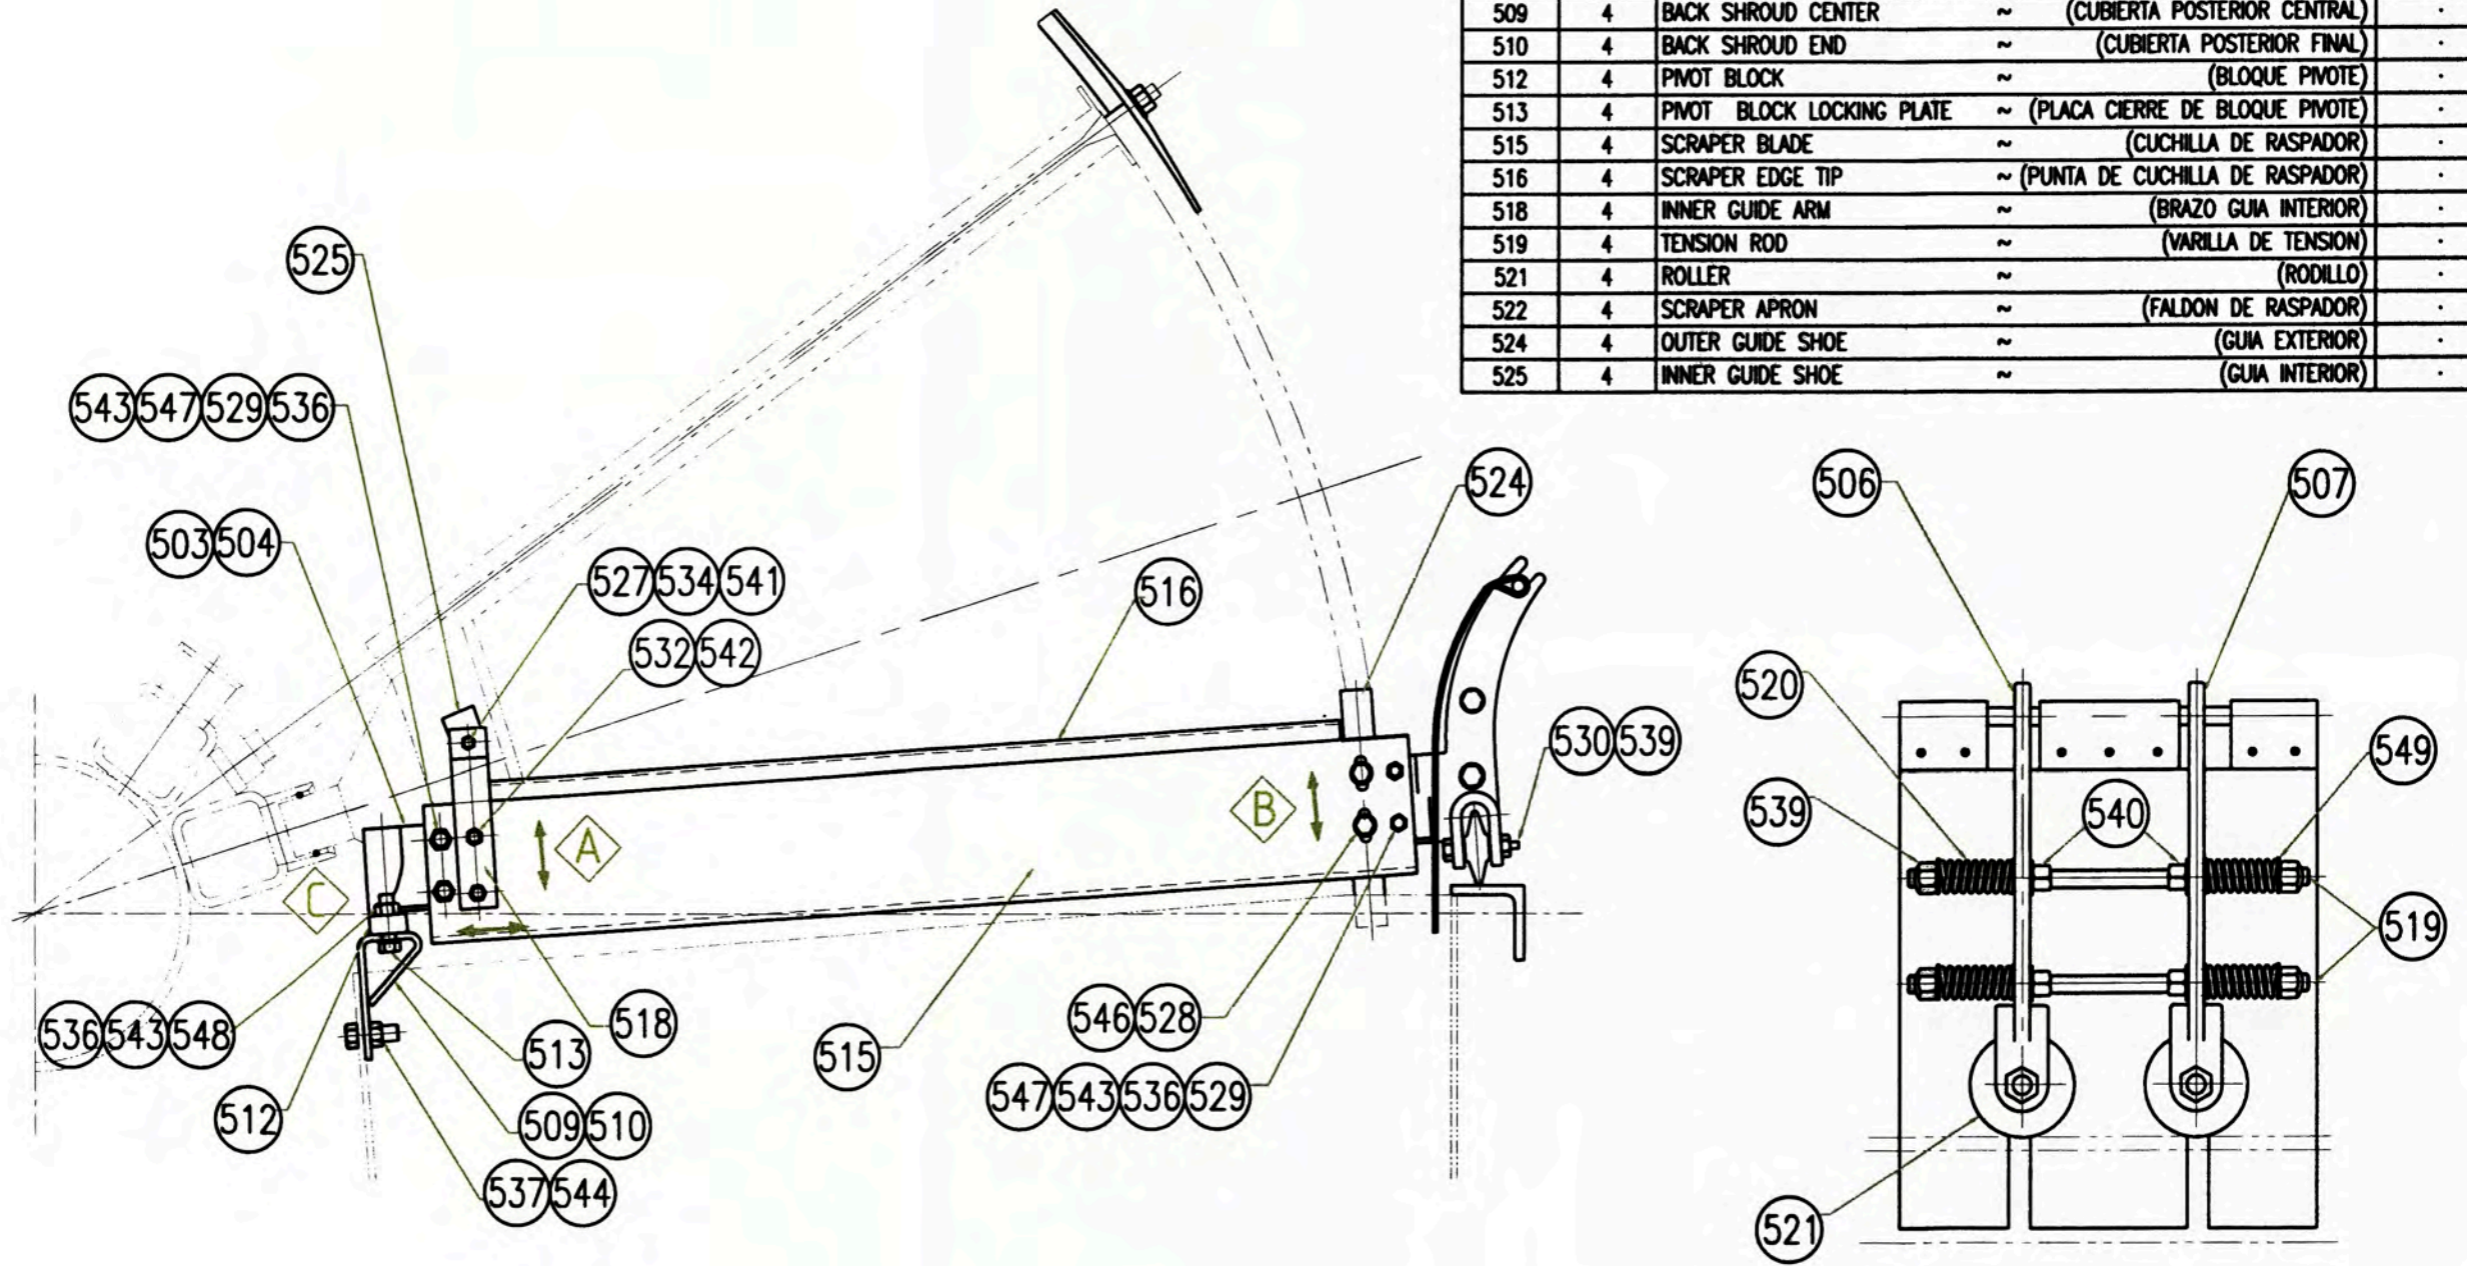 509 4 BACK SHROUD CENTER ~ (CUBIERTA POSTERIOR CENTRAL) ·
510 4 BACK SHROUD END ~ (CUBIERTA POSTERIOR FINAL) ·
512 4 PIVOT BLOCK ~ (BLOQUE PIVOTE) ·
513 4 PIVOT BLOCK LOCKING PLATE ~ (PLACA CIERRE DE BLOQUE PIVOTE) ·
515 4 SCRAPER BLADE ~ (CUCHILLA DE RASPADOR) ·
516 4 SCRAPER EDGE TIP ~ (PUNTA DE CUCHILLA DE RASPADOR) ·
518 4 INNER GUIDE ARM ~ (BRAZO GUIA INTERIOR) ·
519 4 TENSION ROD ~ (VARILLA DE TENSION) ·
521 4 ROLLER ~ (RODILLO) ·
522 4 SCRAPER APRON ~ (FALDON DE RASPADOR) ·
524 4 OUTER GUIDE SHOE ~ (GUIA EXTERIOR) ·
525 4 INNER GUIDE SHOE ~ (GUIA INTERIOR) ·
525
543 547 529 536
503 504
527 534 541
532 542
516
524
530 539
A
B
C
536 543 548
512
518
513
509 510
537 544
515
546 528
547 543 536 529
506
507
520
539
540
549
519
521